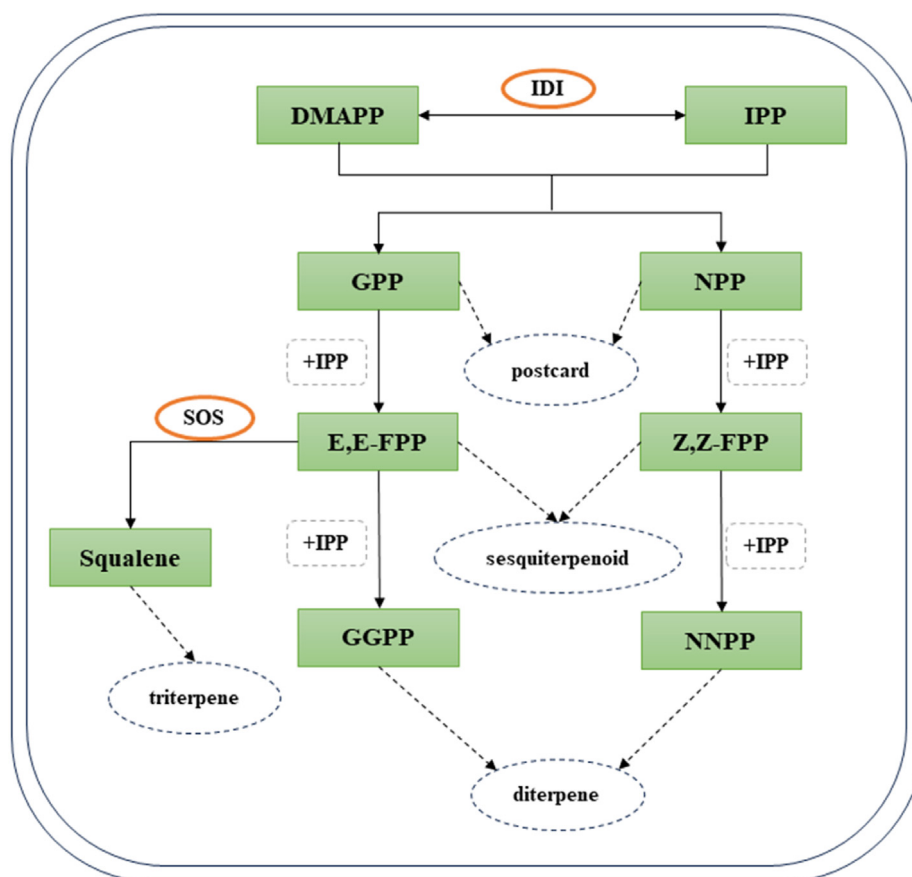 IDI
DMAPP
IPP
GPP
NPP
+IPP
postcard
+IPP
SOS
E,E-FPP
Z,Z-FPP
+IPP
sesquiterpenoid
+IPP
Squalene
GGPP
NNPP
triterpene
diterpene